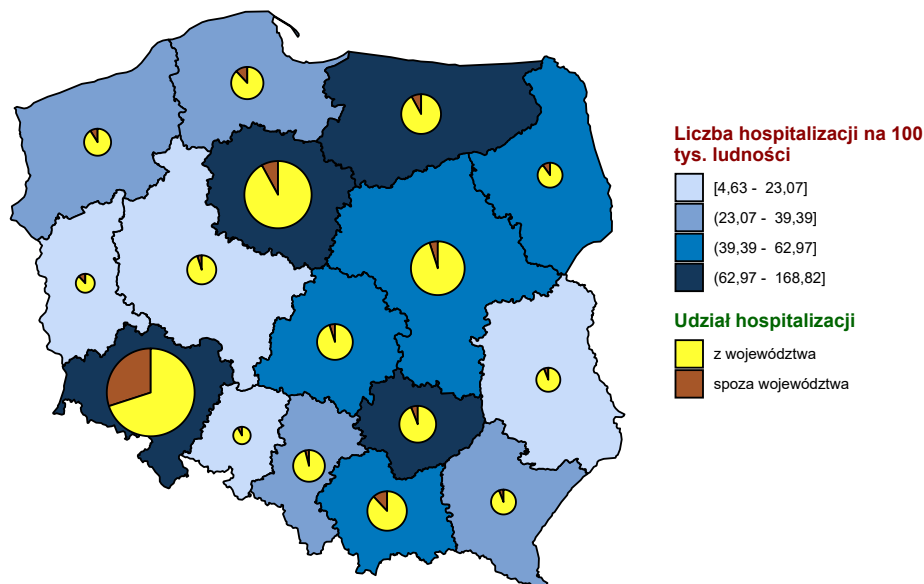 Liczba hospitalizacji na 100
tys. ludności
[4,63 - 23,07]
(23,07 - 39,39]
(39,39 - 62,97]
(62,97 - 168,82]
Udział hospitalizacji
z województwa
spoza województwa